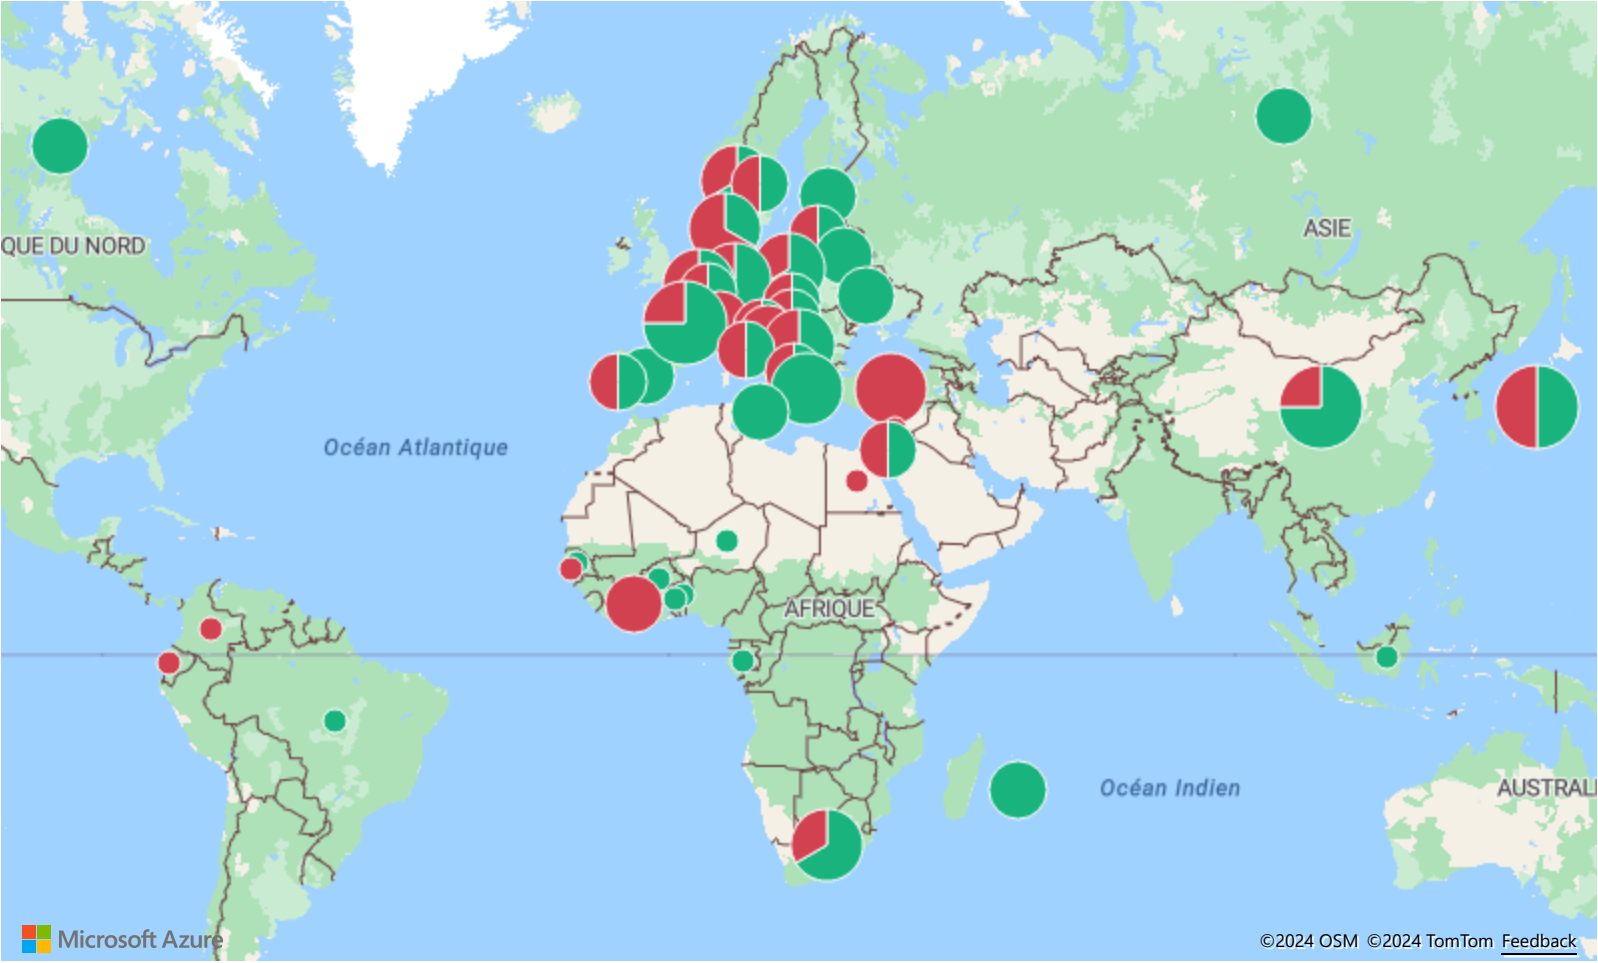 ASIE
QUE DU NORD
Océan Atlantique
AFRIQUE
Océan Indien
AUSTRALI
Microsoft Azure
©2024 OSM ©2024 TomTom Feedback